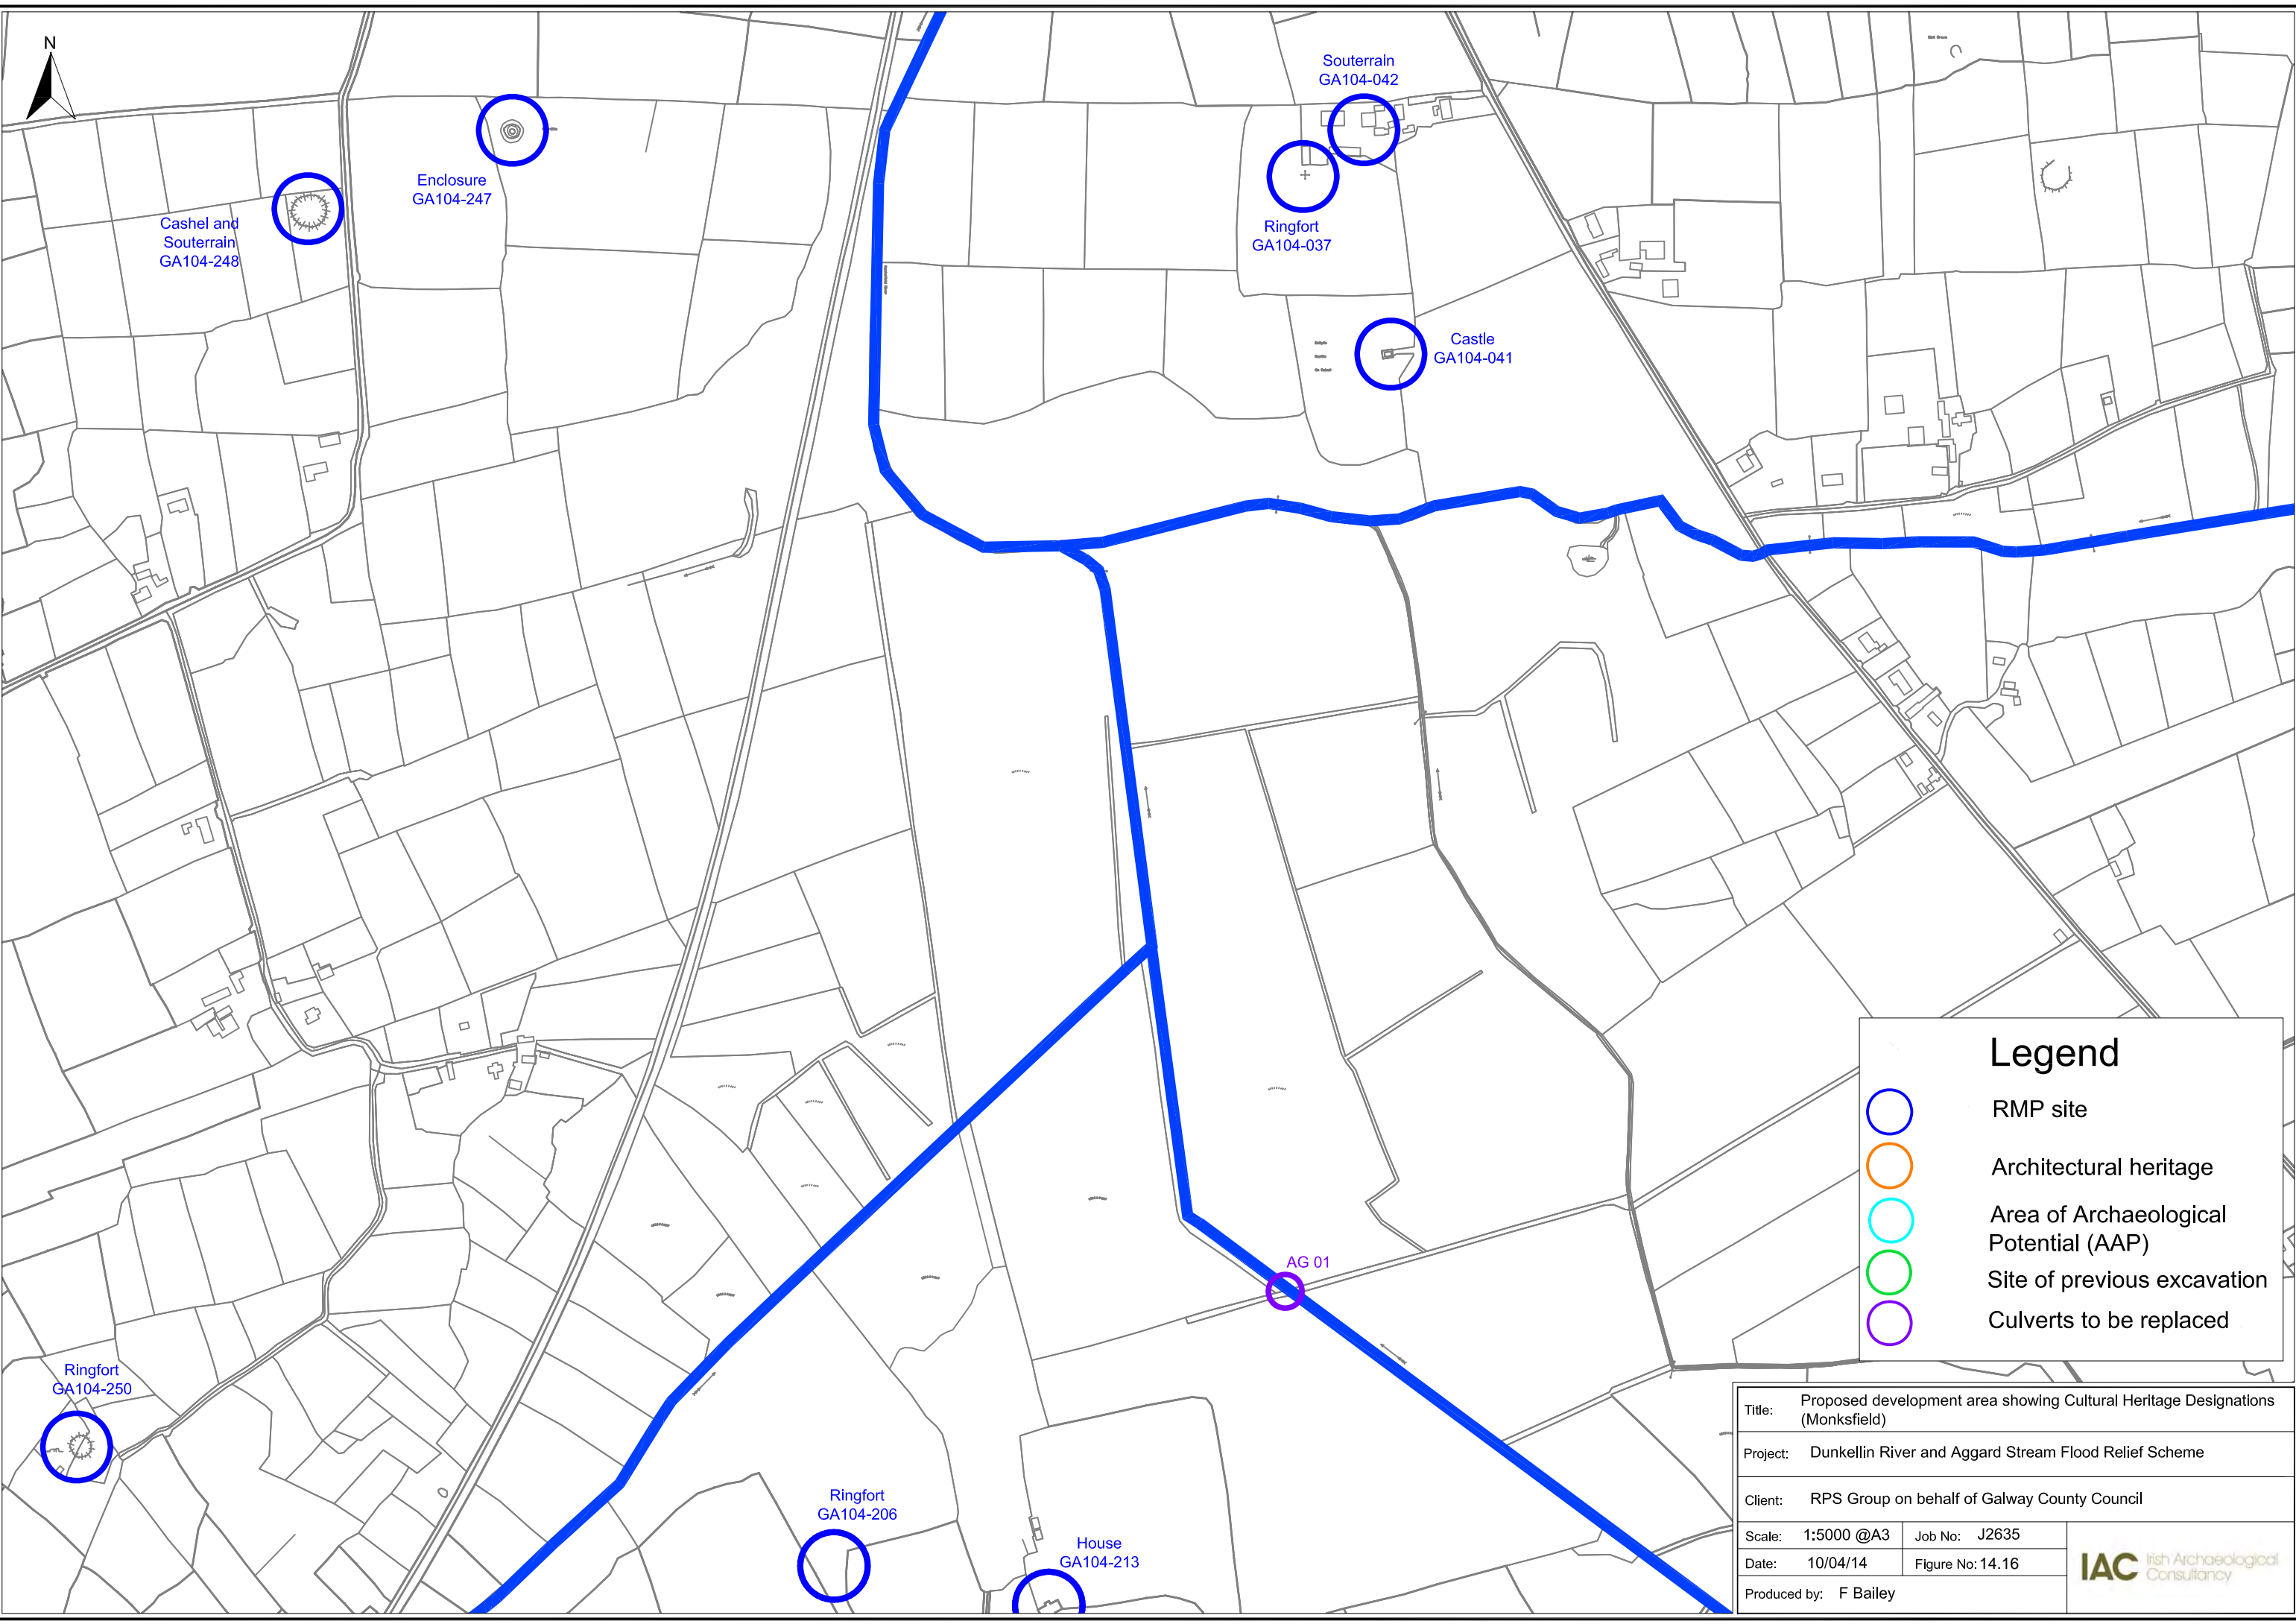 N
Souterrain
GA104-042
Enclosure
GA104-247
Cashel and
Souterrain
GA104-248
Ringfort
GA104-037
Castle
GA104-041
AG 01
Ringfort
GA104-250
Ringfort
GA104-206
House
GA104-213
Legend
RMP site
Architectural heritage
Area of Archaeological
Potential (AAP)
Site of previous excavation
Culverts to be replaced
Title: Proposed development area showing Cultural Heritage Designations
(Monksfield)
Project: Dunkellin River and Aggard Stream Flood Relief Scheme
Client: RPS Group on behalf of Galway County Council
Scale: 1:5000 @A3 Job No: J2635
Date: 10/04/14 Figure No: 14.16
Produced by: F Bailey
IAC Irish Archaeological
Consultancy